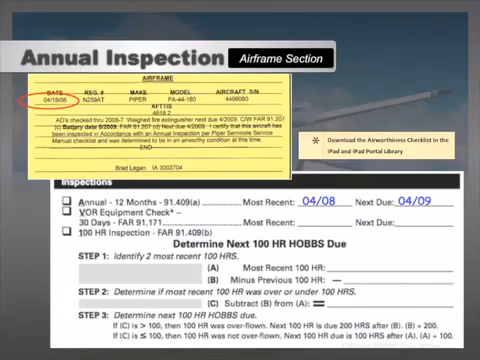 Annual Inspection
Airframe Section
AIRFRAME
DATE REG. # MAKE MODEL AIRCRAFT S/N
04/18/08 N259AT PIPER PA-44-180 4496080
AFTTIS
4618.2
AD's checked thru 2008-7. Weighed fire extinguisher next due 4/2009. C/W FAR 91.207
(c) Battery date 8/2009. FAR 91.207 (d) Next due 4/2009. I certify that this aircraft has
been inspected in Accordance with an Annual Inspection per Piper Seminole Service
Manual checklist and was determined to be in an airworthy condition at this time.
END
Brad Legan IA 3003704
* Download the Airworthiness Checklist in the
iPad and iPad Portal Library
Inspections
Annual - 12 Months - 91.409(a) Most Recent: 04/08 Next Due: 04/09
VOR Equipment Check* –
30 Days - FAR 91.171 Most Recent: Next Due:
100 HR Inspection - FAR 91.409(b)
Determine Next 100 HR HOBBS Due
STEP 1: Identify 2 most recent 100 HRS.
(A) Most Recent 100 HR:
(B) Minus Previous 100 HR: –
STEP 2: Determine if most recent 100 HR was over or under 100 HRS.
(C) Subtract (B) from (A): =
STEP 3: Determine next 100 HR HOBBS due.
If (C) is > 100, then 100 HR was over-flown. Next 100 HR is due 200 HRS after (B). (B) + 200.
If (C) is ≤ 100, then 100 HR was not over-flown. Next 100 HR is due 100 HRS after (A). (A) + 100.